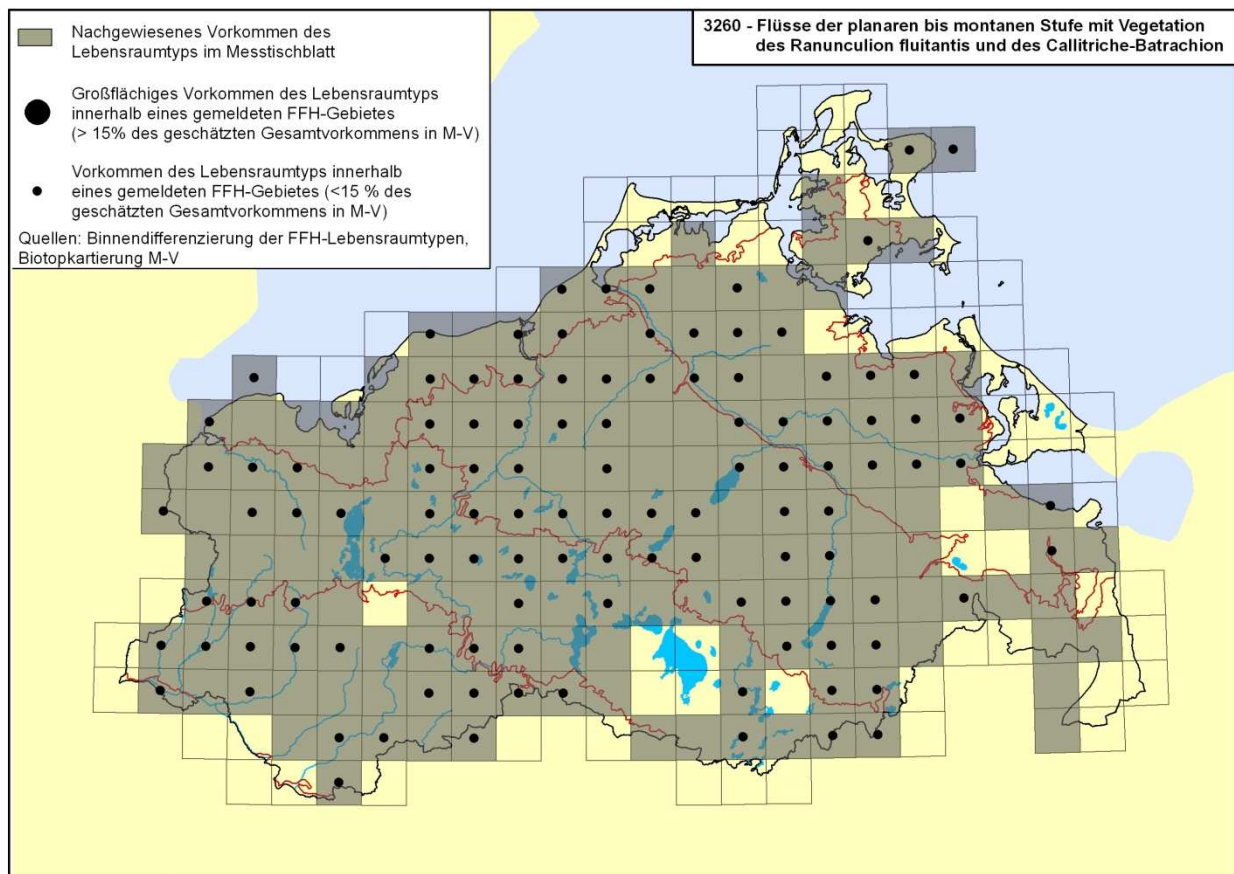 Nachgewiesenes Vorkommen des
Lebensraumtyps im Messtischblatt
Großflächiges Vorkommen des Lebensraumtyps
innerhalb eines gemeldeten FFH-Gebietes
(> 15% des geschätzten Gesamtvorkommens in M-V)
Vorkommen des Lebensraumtyps innerhalb
eines gemeldeten FFH-Gebietes (<15 % des
geschätzten Gesamtvorkommens in M-V)
Quellen: Binnendifferenzierung der FFH-Lebensraumtypen,
Biotopkartierung M-V
3260 - Flüsse der planaren bis montanen Stufe mit Vegetation
des Ranunculion fluitantis und des Callitriche-Batrachion